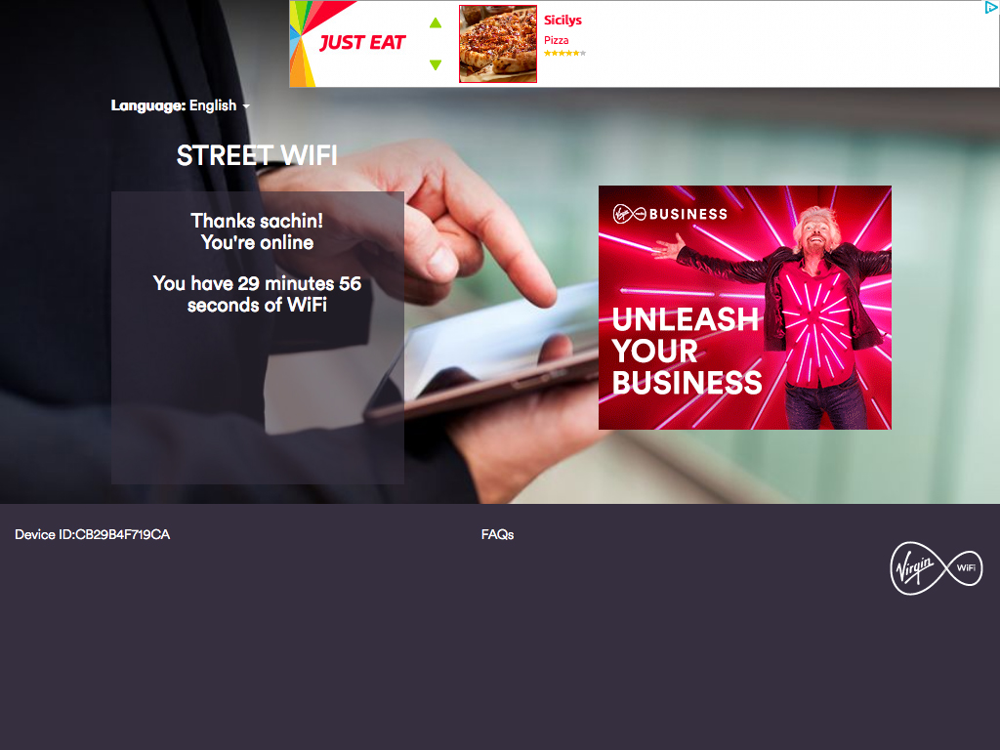 JUST EAT
Sicilys
Pizza
Language: English
STREET WIFI
Thanks sachin!
You're online
You have 29 minutes 56
seconds of WiFi
Virgin media BUSINESS
UNLEASH
YOUR
BUSINESS
Device ID:CB29B4F719CA
FAQs
Virgin WiFi